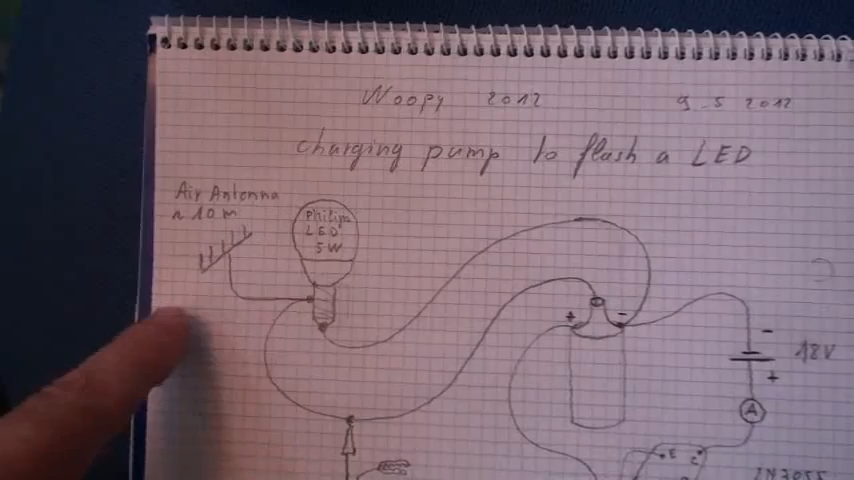 Woopy 2012 9-5 2012
charging pump to flash a LED
Air Antenna
~ 10 m
Philips
LED
5W
+ -
-
18V
+
A
E C
2N3055